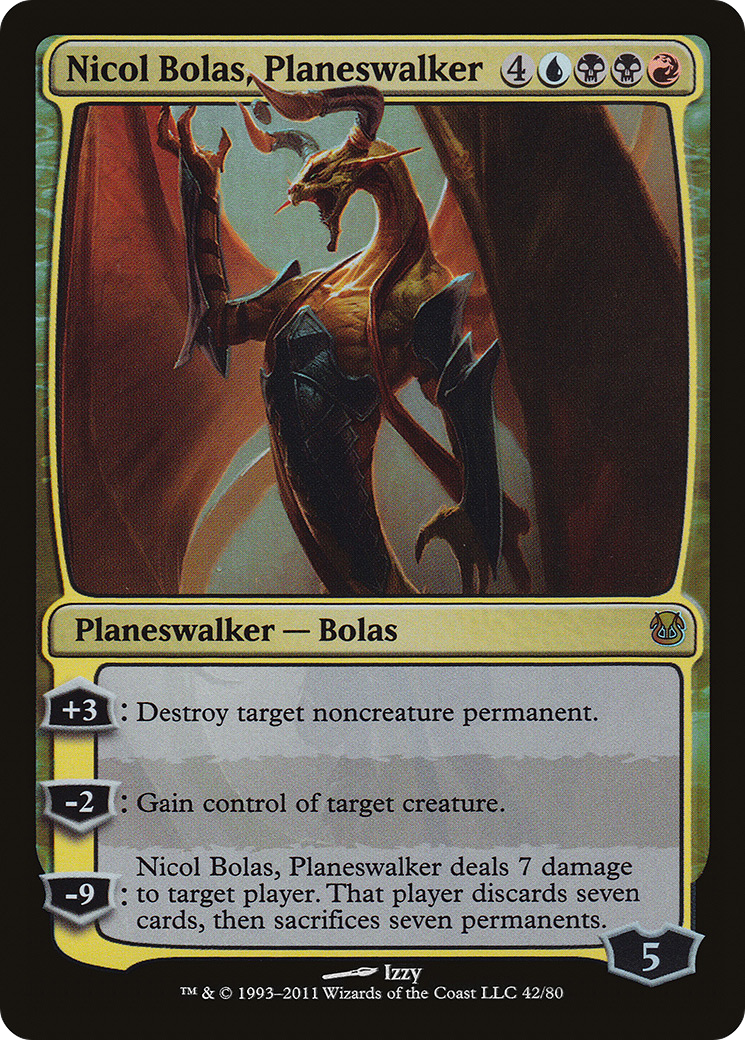 Nicol Bolas, Planeswalker 4
Planeswalker — Bolas
+3: Destroy target noncreature permanent.
-2: Gain control of target creature.
Nicol Bolas, Planeswalker deals 7 damage
-9: to target player. That player discards seven
cards, then sacrifices seven permanents.
5
Izzy
™ & © 1993–2011 Wizards of the Coast LLC 42/80